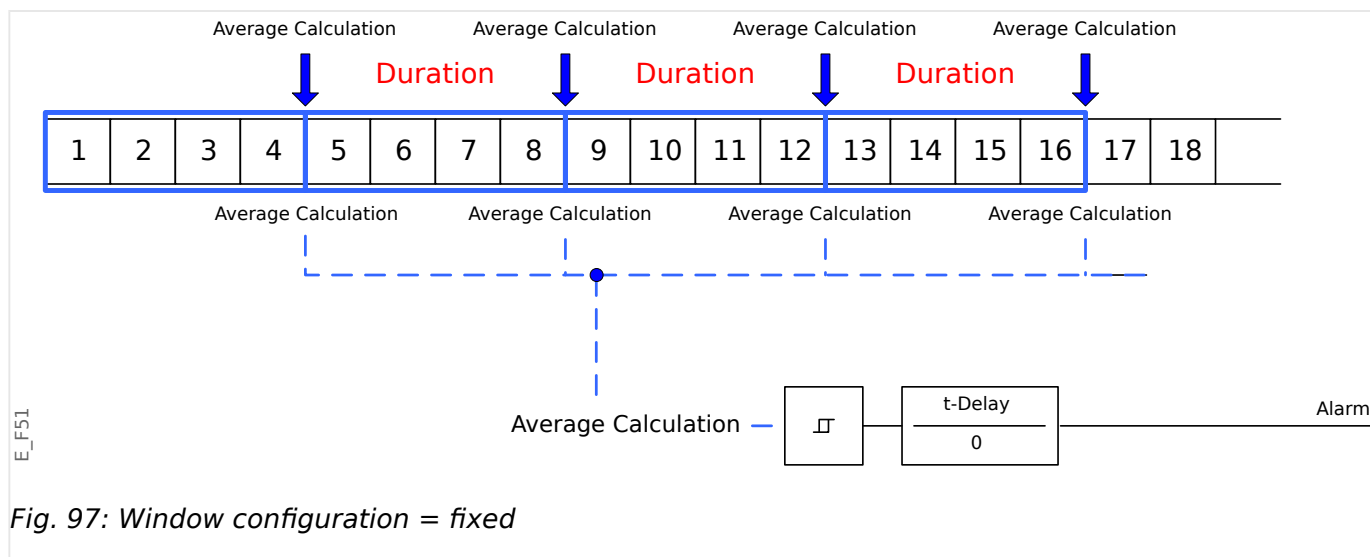 Average Calculation Average Calculation Average Calculation Average Calculation
Duration Duration Duration
1 2 3 4 5 6 7 8 9 10 11 12 13 14 15 16 17 18
Average Calculation Average Calculation Average Calculation Average Calculation
t-Delay
Alarm
Average Calculation
0
E_F51
Fig. 97: Window configuration = fixed